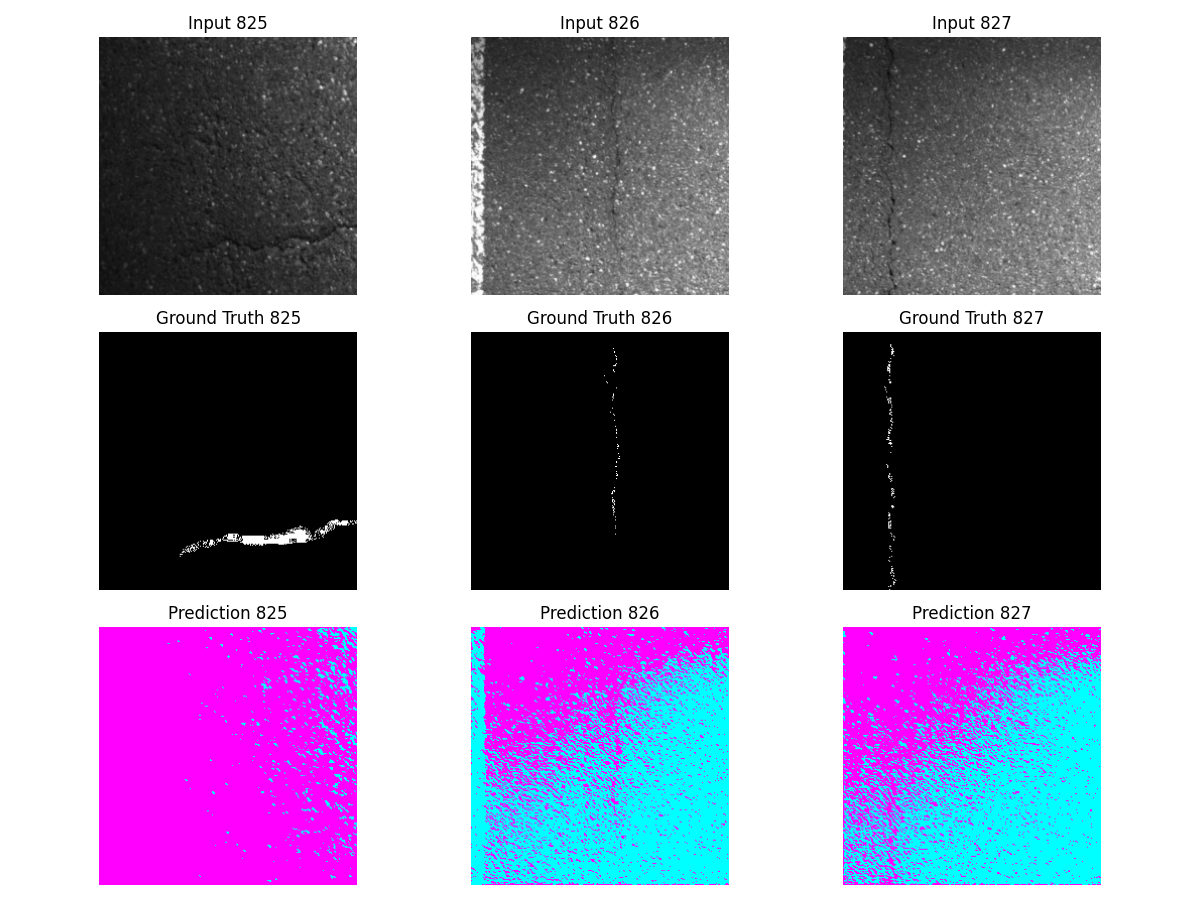 Input 825
Input 826
Input 827
Ground Truth 825
Ground Truth 826
Ground Truth 827
Prediction 825
Prediction 826
Prediction 827